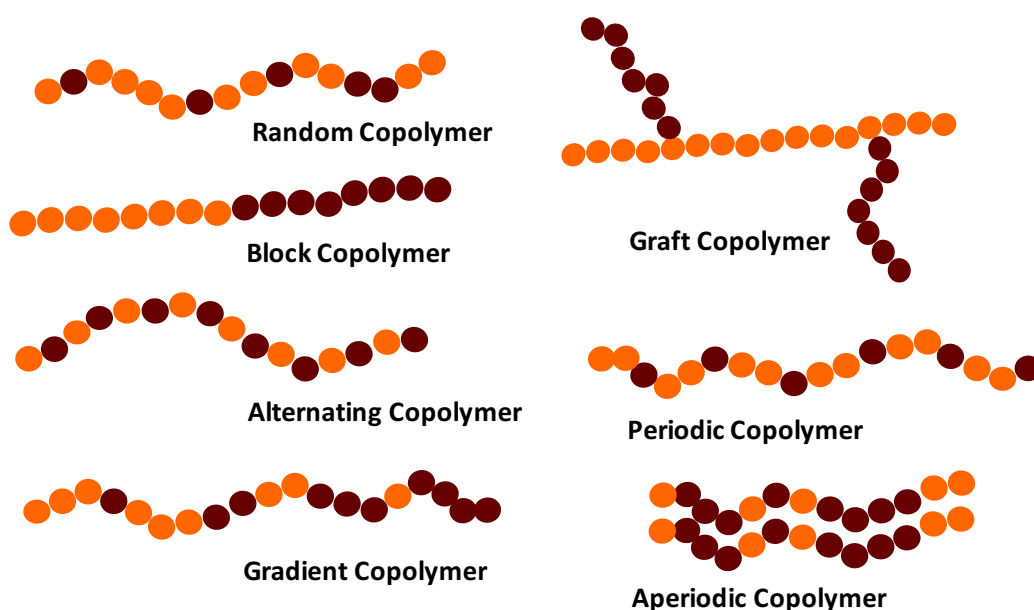 Random Copolymer
Block Copolymer
Alternating Copolymer
Gradient Copolymer
Graft Copolymer
Periodic Copolymer
Aperiodic Copolymer